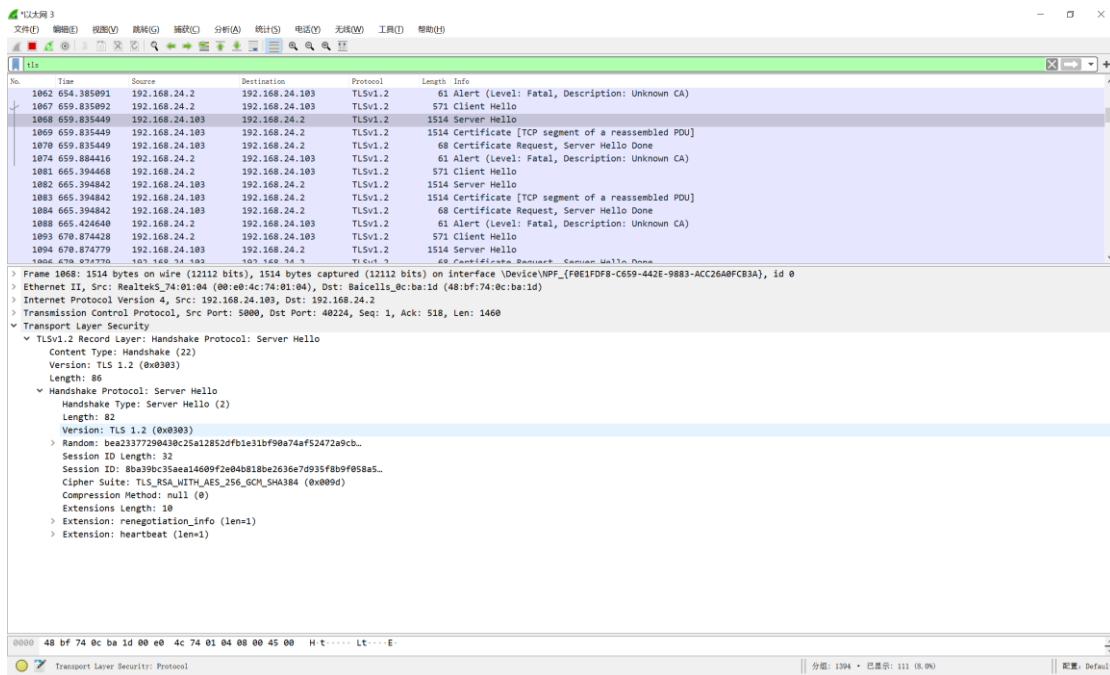 *以太网 3
文件(F) 编辑(E) 视图(V) 跳转(G) 捕获(C) 分析(A) 统计(S) 电话(Y) 无线(W) 工具(T) 帮助(H)
tls
No. Time Source Destination Protocol Length Info
1062 654.385091 192.168.24.2 192.168.24.103 TLSv1.2 61 Alert (Level: Fatal, Description: Unknown CA)
1067 659.835092 192.168.24.2 192.168.24.103 TLSv1.2 571 Client Hello
1068 659.835449 192.168.24.103 192.168.24.2 TLSv1.2 1514 Server Hello
1069 659.835449 192.168.24.103 192.168.24.2 TLSv1.2 1514 Certificate [TCP segment of a reassembled PDU]
1070 659.835449 192.168.24.103 192.168.24.2 TLSv1.2 68 Certificate Request, Server Hello Done
1074 659.884416 192.168.24.2 192.168.24.103 TLSv1.2 61 Alert (Level: Fatal, Description: Unknown CA)
1081 665.394468 192.168.24.2 192.168.24.103 TLSv1.2 571 Client Hello
1082 665.394842 192.168.24.103 192.168.24.2 TLSv1.2 1514 Server Hello
1083 665.394842 192.168.24.103 192.168.24.2 TLSv1.2 1514 Certificate [TCP segment of a reassembled PDU]
1084 665.394842 192.168.24.103 192.168.24.2 TLSv1.2 68 Certificate Request, Server Hello Done
1088 665.424640 192.168.24.2 192.168.24.103 TLSv1.2 61 Alert (Level: Fatal, Description: Unknown CA)
1093 670.874428 192.168.24.2 192.168.24.103 TLSv1.2 571 Client Hello
1094 670.874779 192.168.24.103 192.168.24.2 TLSv1.2 1514 Server Hello
1096 670.874779 192.168.24.103 192.168.24.2 TLSv1.2 68 Certificate Request, Server Hello Done
Frame 1068: 1514 bytes on wire (12112 bits), 1514 bytes captured (12112 bits) on interface \Device\NPF_{F0E1FDF8-C659-442E-9883-ACC26A0FCB3A}, id 0
Ethernet II, Src: RealtekS_74:01:04 (00:e0:4c:74:01:04), Dst: Baicells_0c:ba:1d (48:bf:74:0c:ba:1d)
Internet Protocol Version 4, Src: 192.168.24.103, Dst: 192.168.24.2
Transmission Control Protocol, Src Port: 5000, Dst Port: 40224, Seq: 1, Ack: 518, Len: 1460
Transport Layer Security
TLSv1.2 Record Layer: Handshake Protocol: Server Hello
Content Type: Handshake (22)
Version: TLS 1.2 (0x0303)
Length: 86
Handshake Protocol: Server Hello
Handshake Type: Server Hello (2)
Length: 82
Version: TLS 1.2 (0x0303)
Random: bea23377290430c25a12852dfb1e31bf90a74af52472a9cb…
Session ID Length: 32
Session ID: 8ba39bc35aea14609f2e04b818be2636e7d935f8b9f058a5…
Cipher Suite: TLS_RSA_WITH_AES_256_GCM_SHA384 (0x009d)
Compression Method: null (0)
Extensions Length: 10
Extension: renegotiation_info (len=1)
Extension: heartbeat (len=1)
0000 48 bf 74 0c ba 1d 00 e0 4c 74 01 04 08 00 45 00 H·t····· Lt····E·
Transport Layer Security: Protocol 分组: 1394 · 已显示: 111 (8.0%) 配置: Defaul